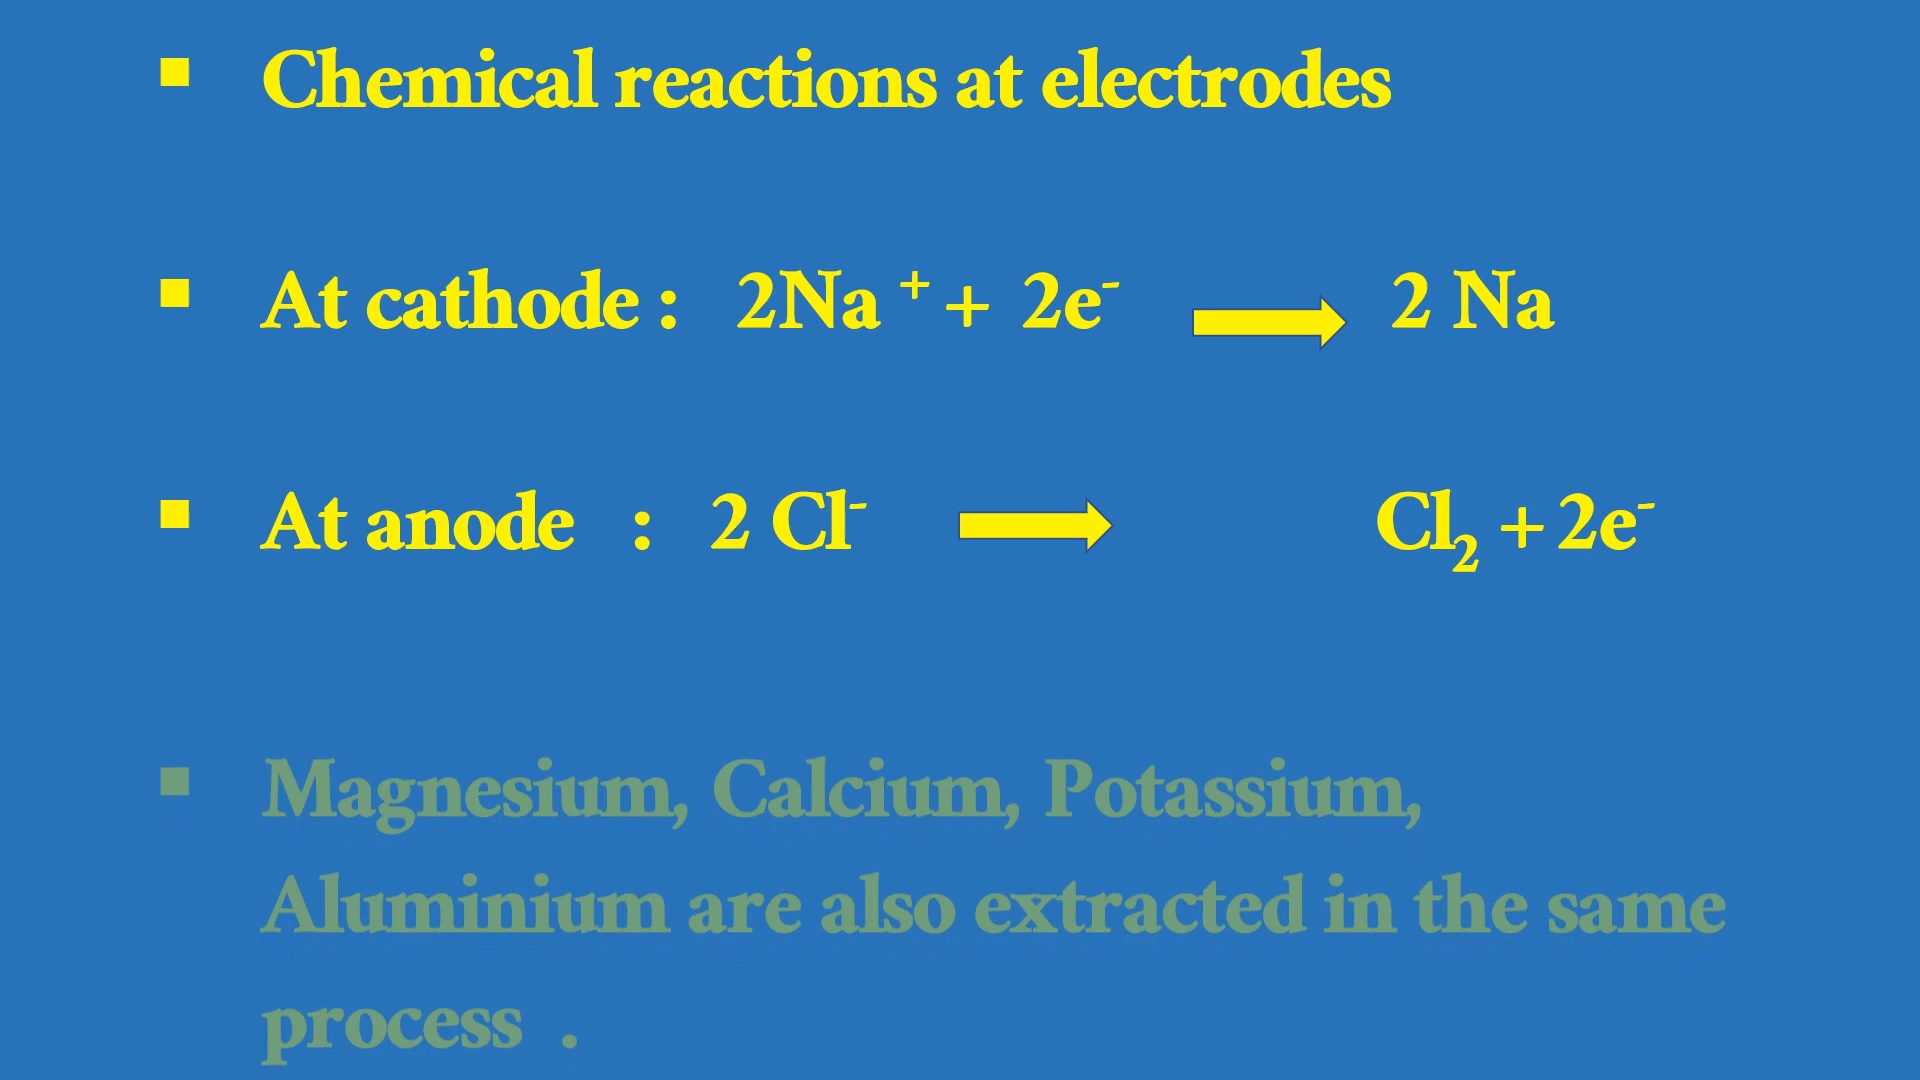 ▪ Chemical reactions at electrodes
▪ At cathode : 2Na ⁺ + 2e⁻ ➡ 2 Na
▪ At anode : 2 Cl⁻ ➡ Cl₂ + 2e⁻
▪ Magnesium, Calcium, Potassium,
Aluminium are also extracted in the same
process .